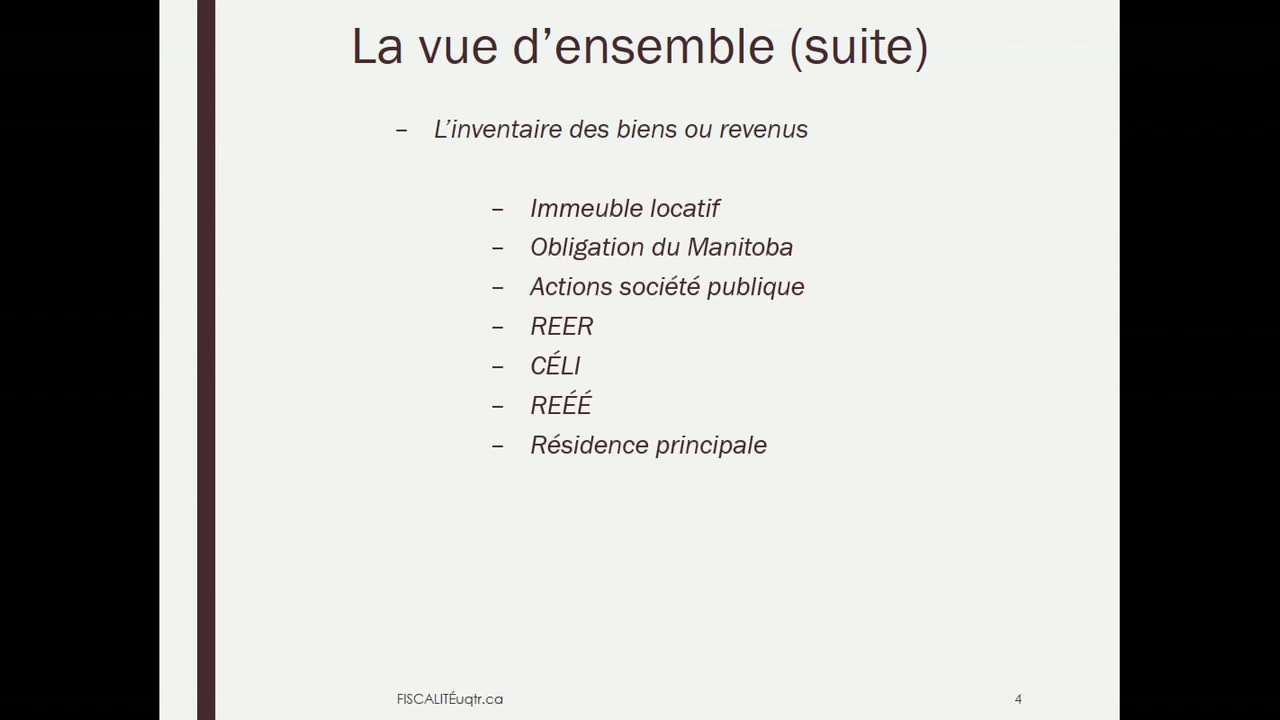 La vue d’ensemble (suite)
– L’inventaire des biens ou revenus
– Immeuble locatif
– Obligation du Manitoba
– Actions société publique
– REER
– CÉLI
– REÉÉ
– Résidence principale
FISCALITÉuqtr.ca
4